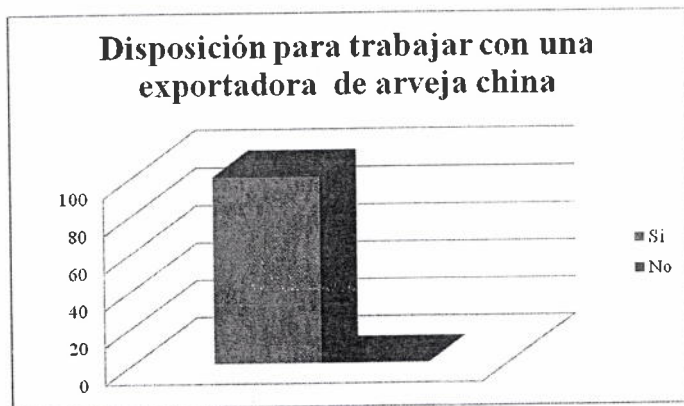 Disposición para trabajar con una
exportadora de arveja china
100
80
60
40
20
0
Si
No